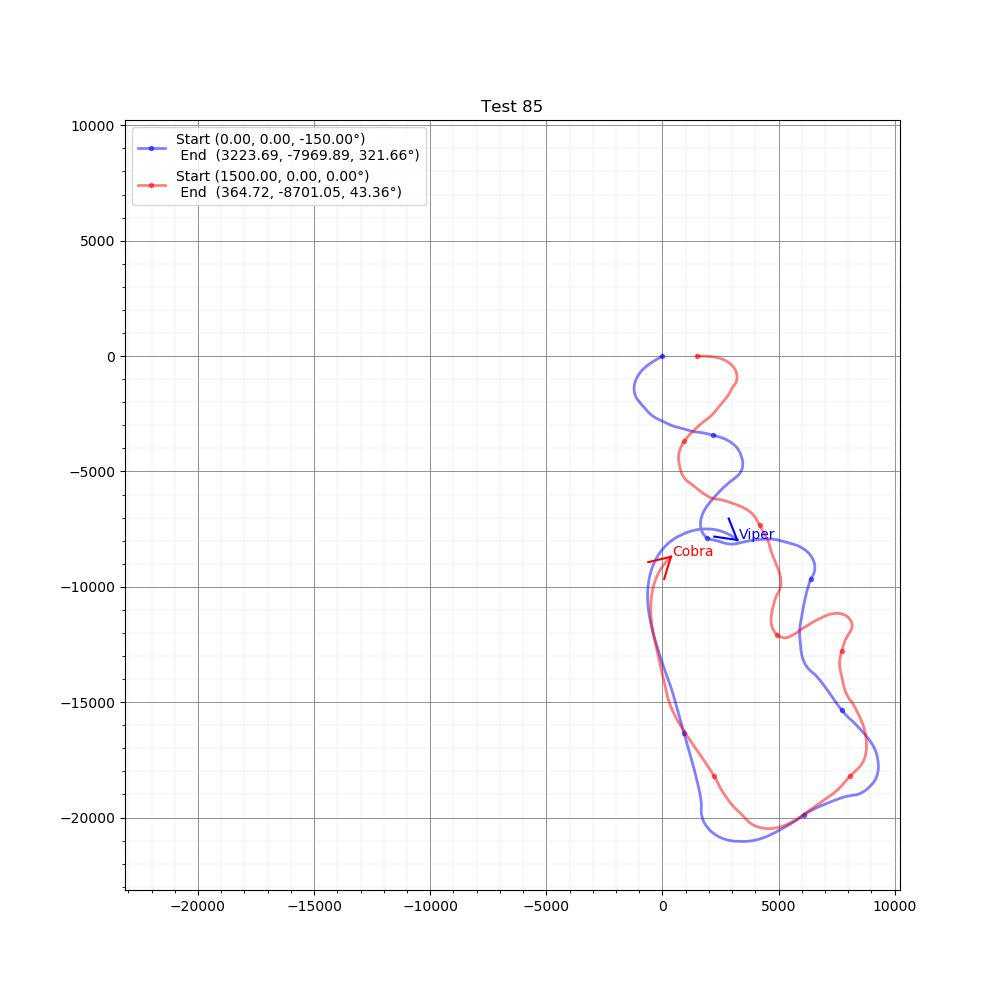 Test 85
Start (0.00, 0.00, -150.00°)
End (3223.69, -7969.89, 321.66°)
Start (1500.00, 0.00, 0.00°)
End (364.72, -8701.05, 43.36°)
10000
5000
0
−5000
−10000
−15000
−20000
Viper
Cobra
−20000 −15000 −10000 −5000 0 5000 10000